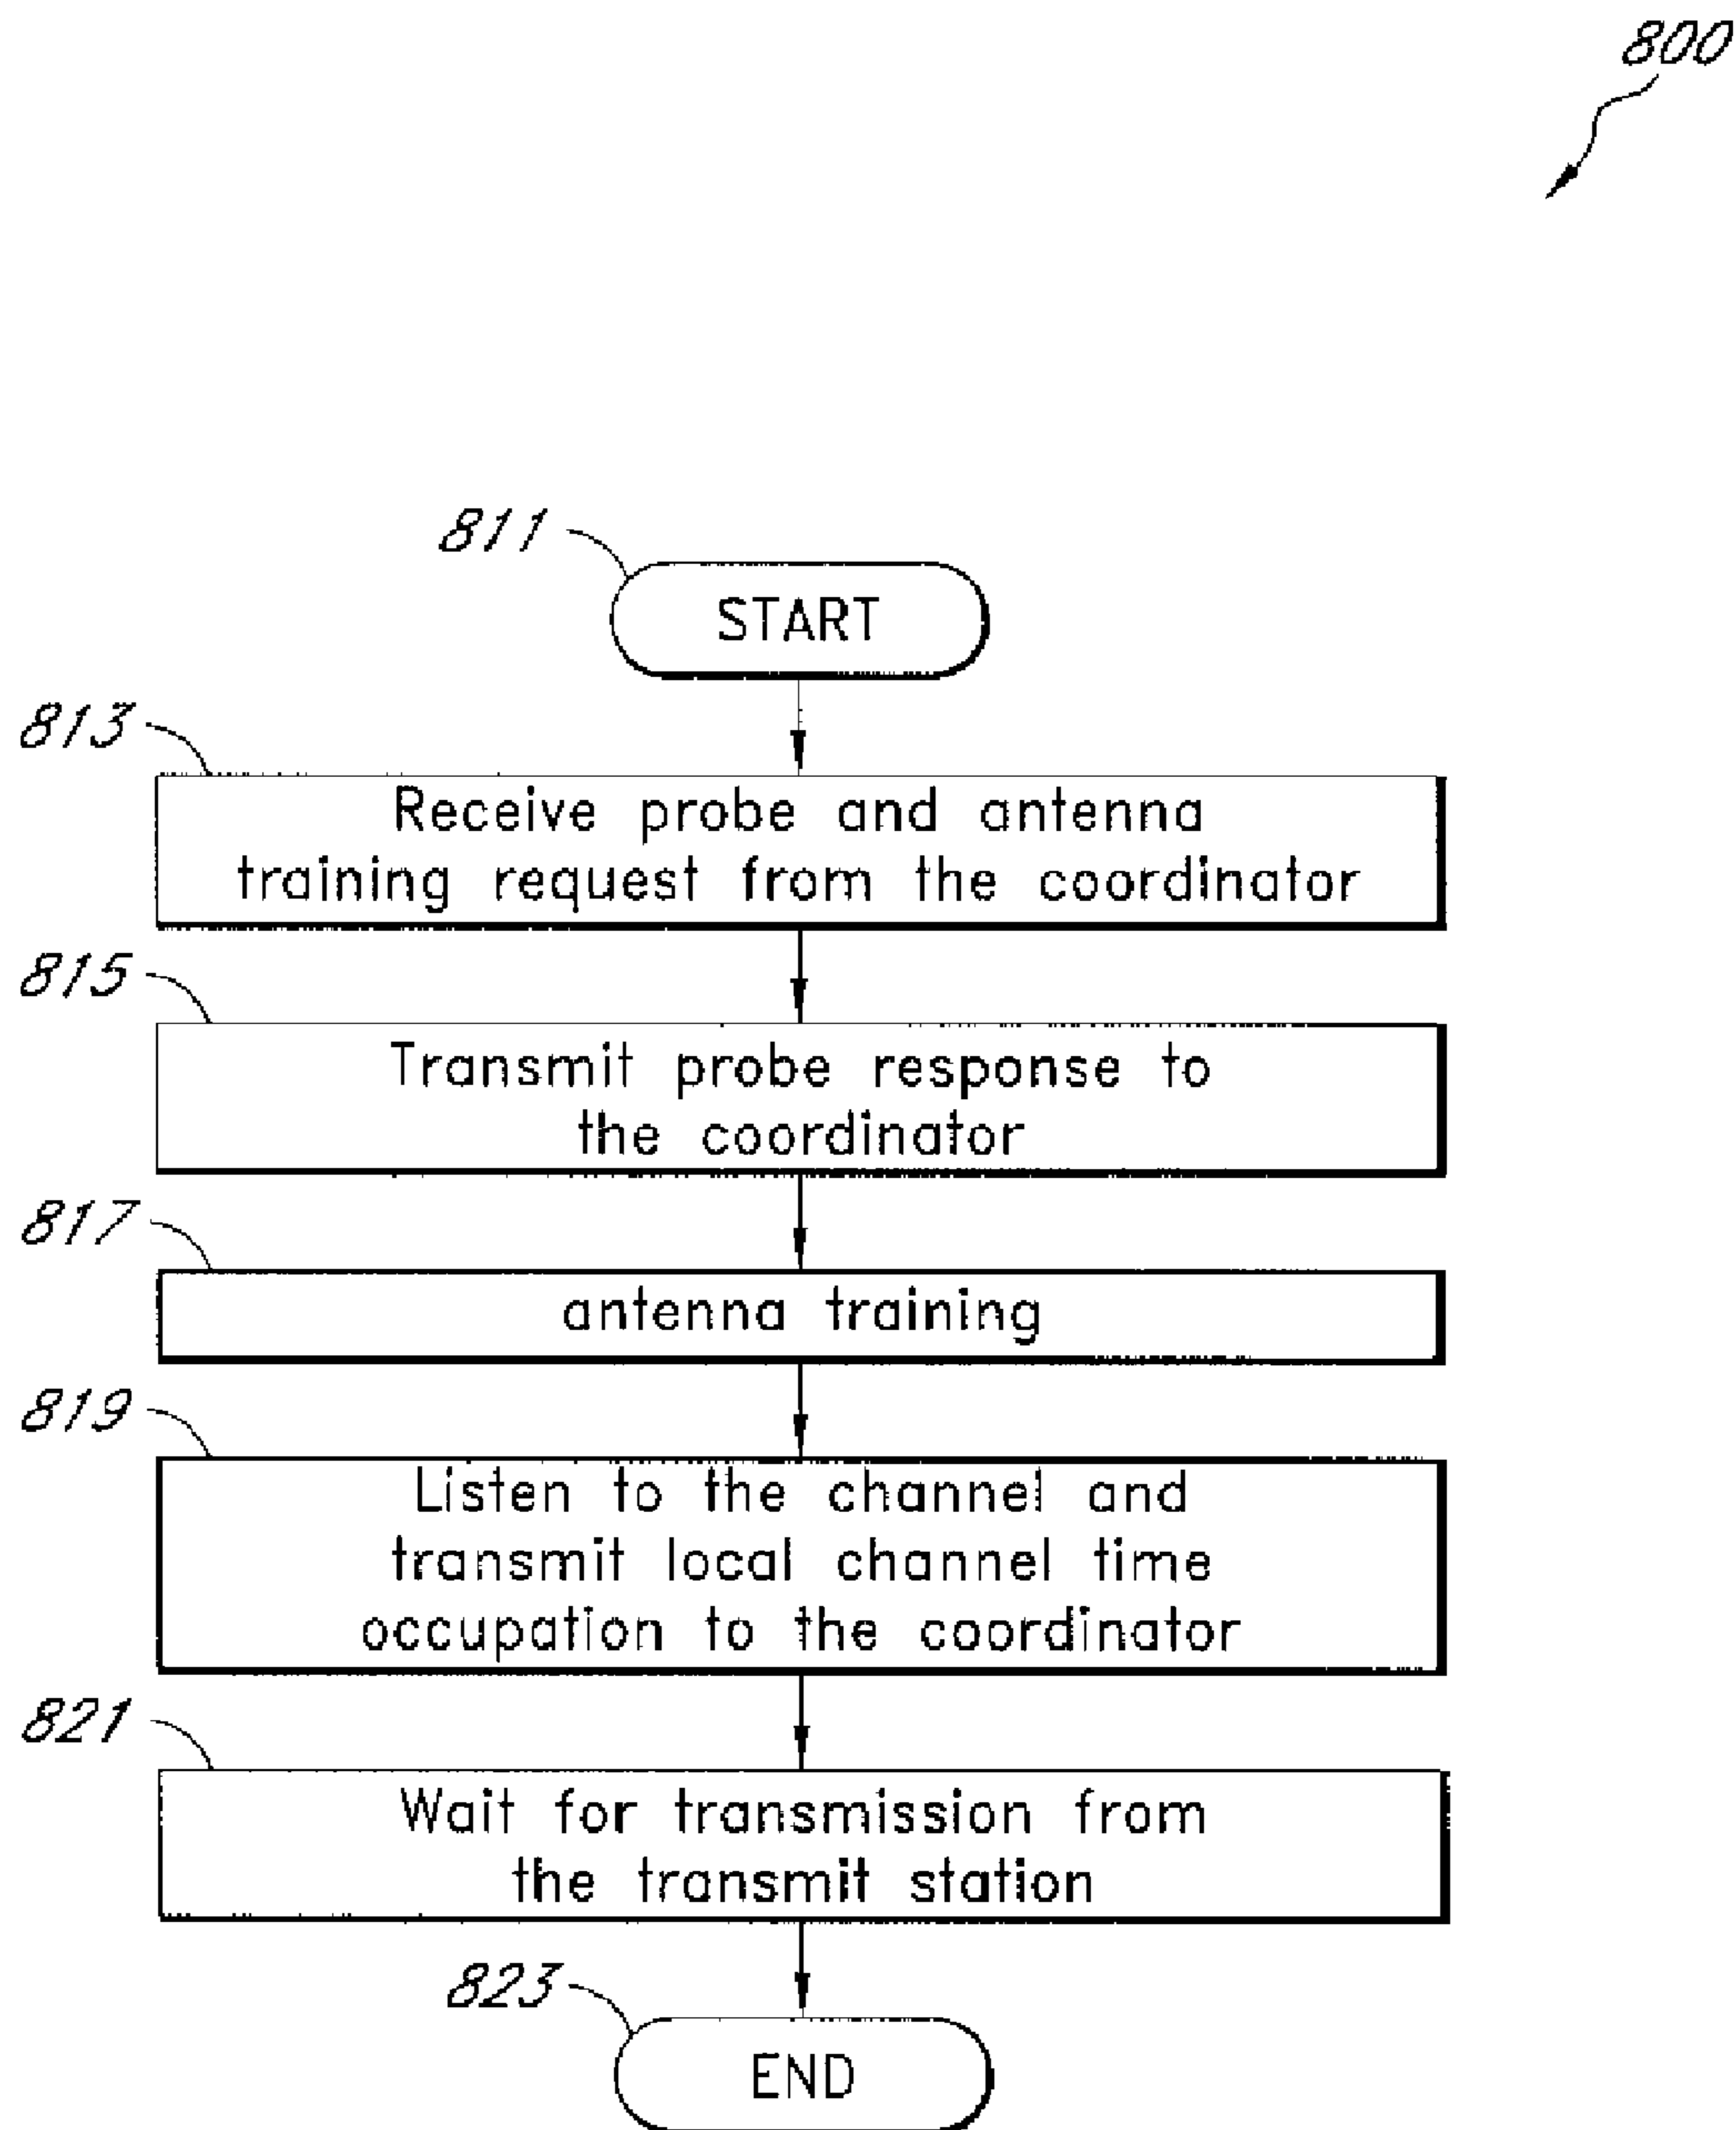 800
811
START
813
Receive probe and antenna
training request from the coordinator
815
Transmit probe response to
the coordinator
817
antenna training
819
Listen to the channel and
transmit local channel time
occupation to the coordinator
821
Wait for transmission from
the transmit station
823
END